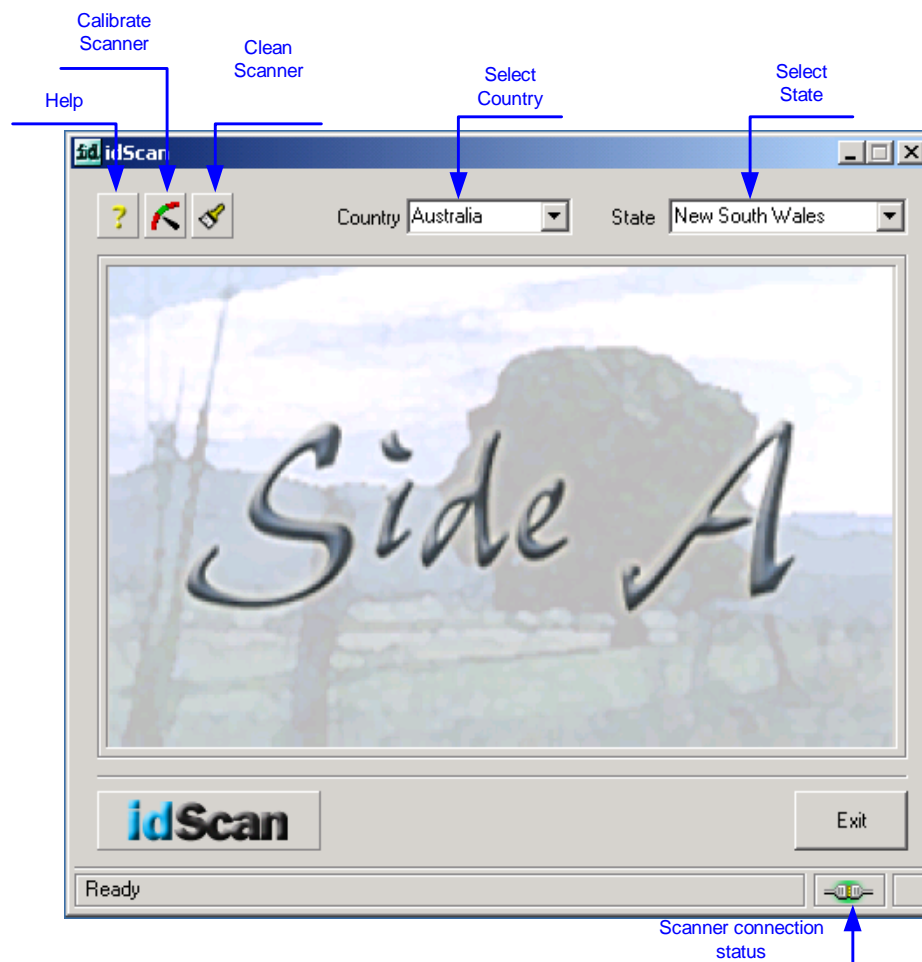 Calibrate
Scanner
Clean
Scanner
Help
Select
Country
Select
State
idScan
Country Australia State New South Wales
Side A
idScan
Exit
Ready
Scanner connection
status